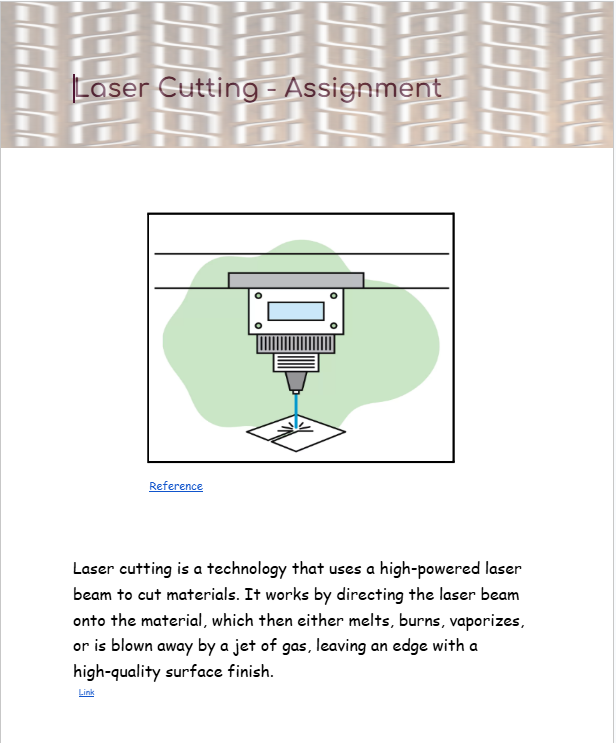 Laser Cutting - Assignment
Reference
Laser cutting is a technology that uses a high-powered laser
beam to cut materials. It works by directing the laser beam
onto the material, which then either melts, burns, vaporizes,
or is blown away by a jet of gas, leaving an edge with a
high-quality surface finish.
Link